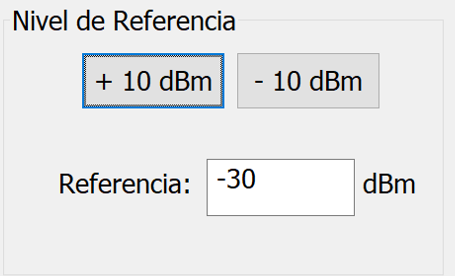 Nivel de Referencia
+ 10 dBm - 10 dBm
Referencia: -30 dBm